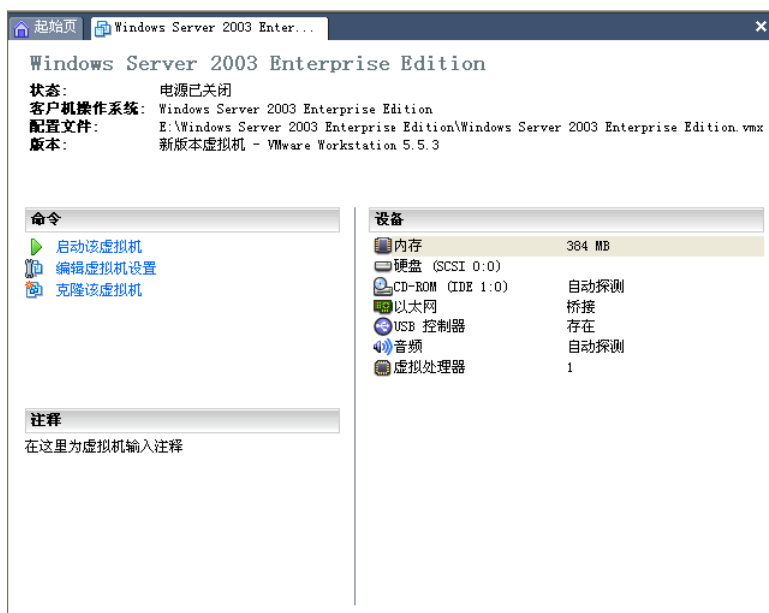 起始页 Windows Server 2003 Enter...
Windows Server 2003 Enterprise Edition
状态: 电源已关闭
客户机操作系统: Windows Server 2003 Enterprise Edition
配置文件: E:\Windows Server 2003 Enterprise Edition\Windows Server 2003 Enterprise Edition.vmx
版本: 新版本虚拟机 - VMware Workstation 5.5.3
命令
启动该虚拟机
编辑虚拟机设置
克隆该虚拟机
注释
在这里为虚拟机输入注释
设备
内存 384 MB
硬盘 (SCSI 0:0)
CD-ROM (IDE 1:0) 自动探测
以太网 桥接
USB 控制器 存在
音频 自动探测
虚拟处理器 1